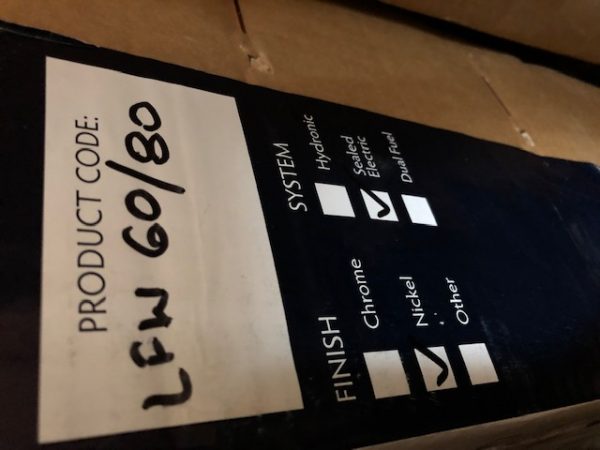 PRODUCT CODE:
LFW 60/80
FINISH
Chrome
Nickel
Other
SYSTEM
Hydronic
Sealed
Electric
Dual Fuel